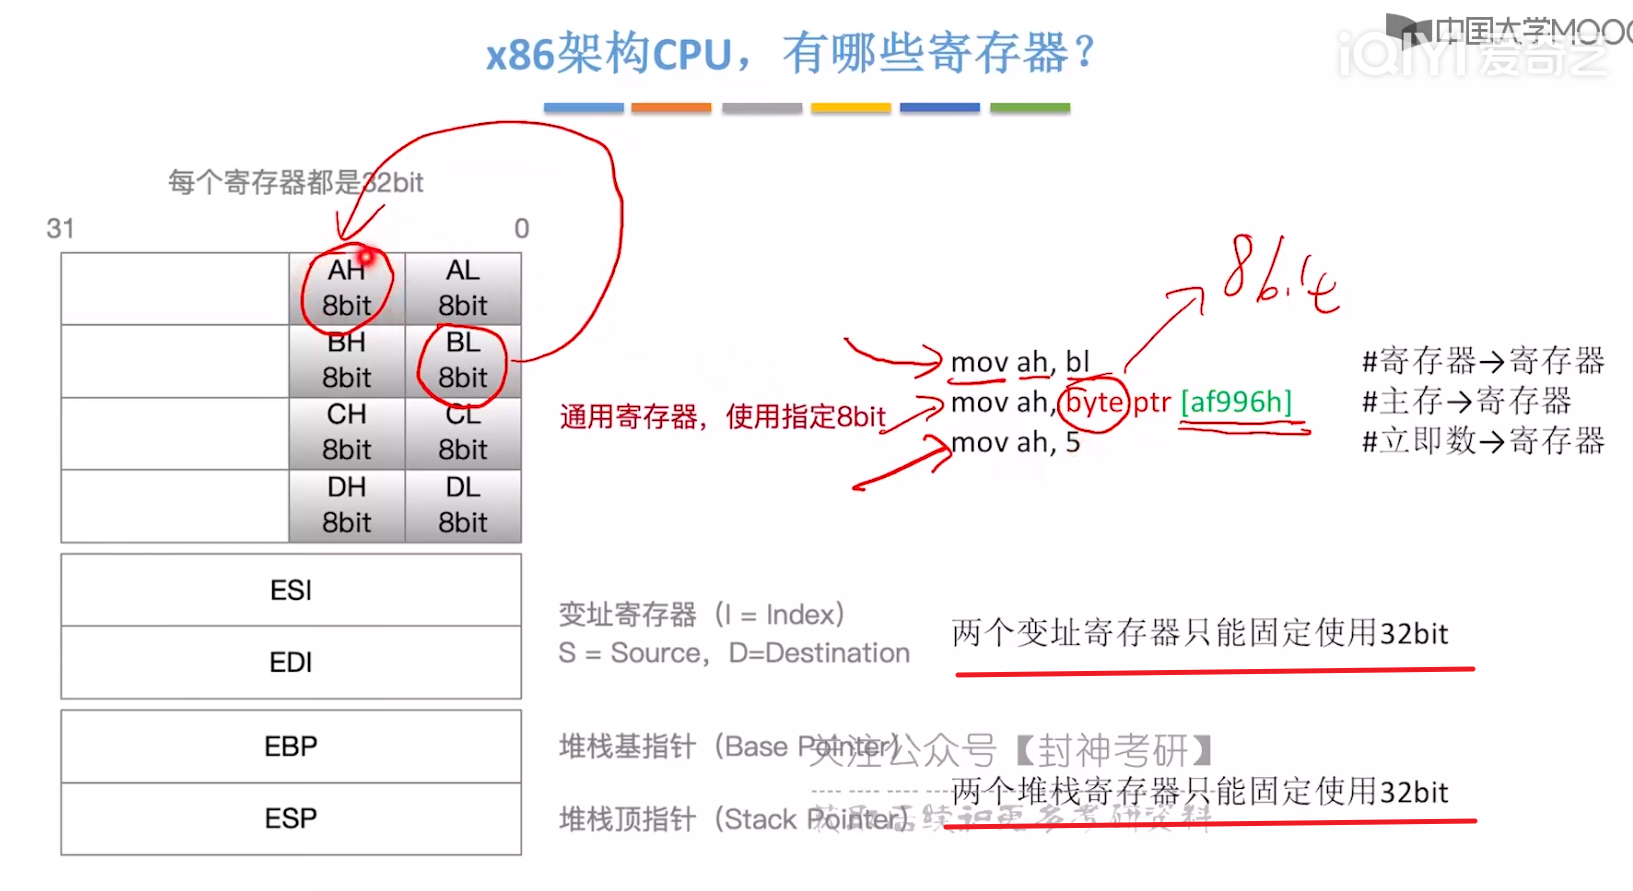 中国大学MOOC
iQIYI 爱奇艺
x86架构CPU，有哪些寄存器？
每个寄存器都是32bit
31 0
AH AL
8bit 8bit
BH BL
8bit 8bit
CH CL
8bit 8bit
DH DL
8bit 8bit
8bit
mov ah, bl #寄存器→寄存器
通用寄存器，使用指定8bit
mov ah, byte ptr [af996h] #主存→寄存器
mov ah, 5 #立即数→寄存器
ESI
EDI
变址寄存器（I = Index）
S = Source，D=Destination
两个变址寄存器只能固定使用32bit
EBP
ESP
堆栈基指针（Base Pointer）
关注公众号【封神考研】
两个堆栈寄存器只能固定使用32bit
堆栈顶指针（Stack Pointer）
获取后续和更多考研资料